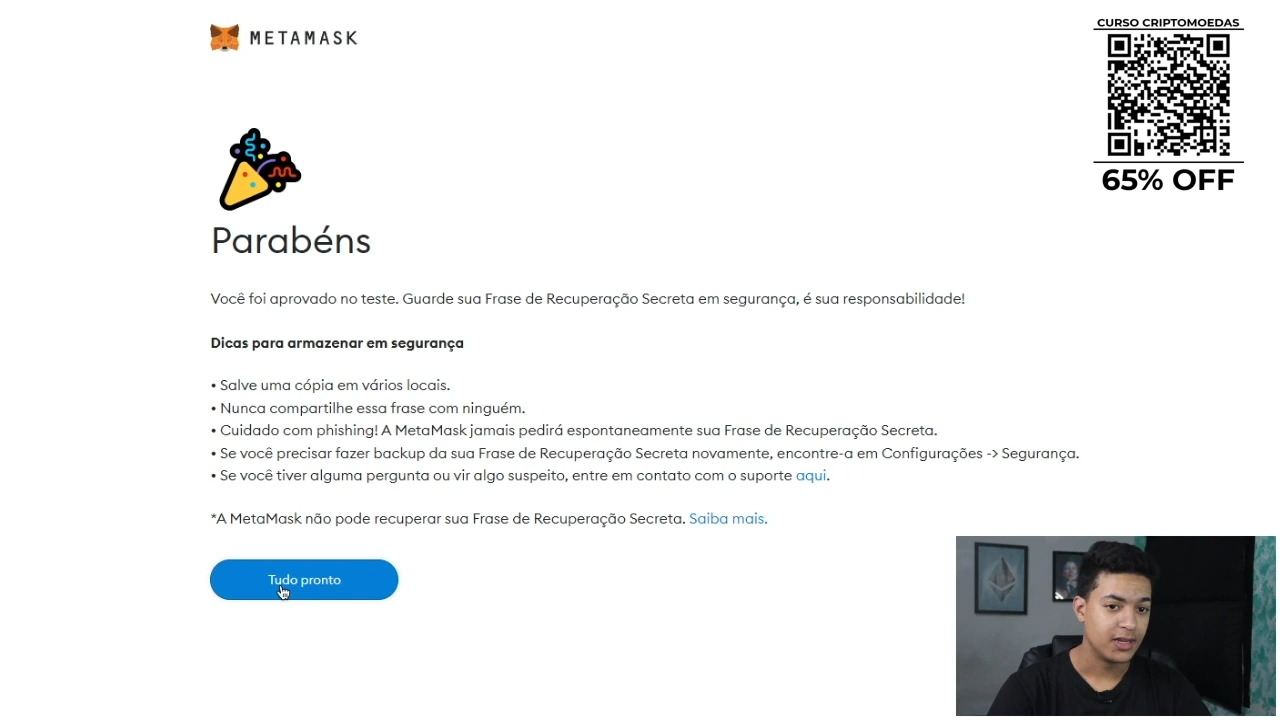 METAMASK
CURSO CRIPTOMOEDAS
65% OFF
Parabéns
Você foi aprovado no teste. Guarde sua Frase de Recuperação Secreta em segurança, é sua responsabilidade!
Dicas para armazenar em segurança
• Salve uma cópia em vários locais.
• Nunca compartilhe essa frase com ninguém.
• Cuidado com phishing! A MetaMask jamais pedirá espontaneamente sua Frase de Recuperação Secreta.
• Se você precisar fazer backup da sua Frase de Recuperação Secreta novamente, encontre-a em Configurações -> Segurança.
• Se você tiver alguma pergunta ou vir algo suspeito, entre em contato com o suporte aqui.
*A MetaMask não pode recuperar sua Frase de Recuperação Secreta. Saiba mais.
Tudo pronto